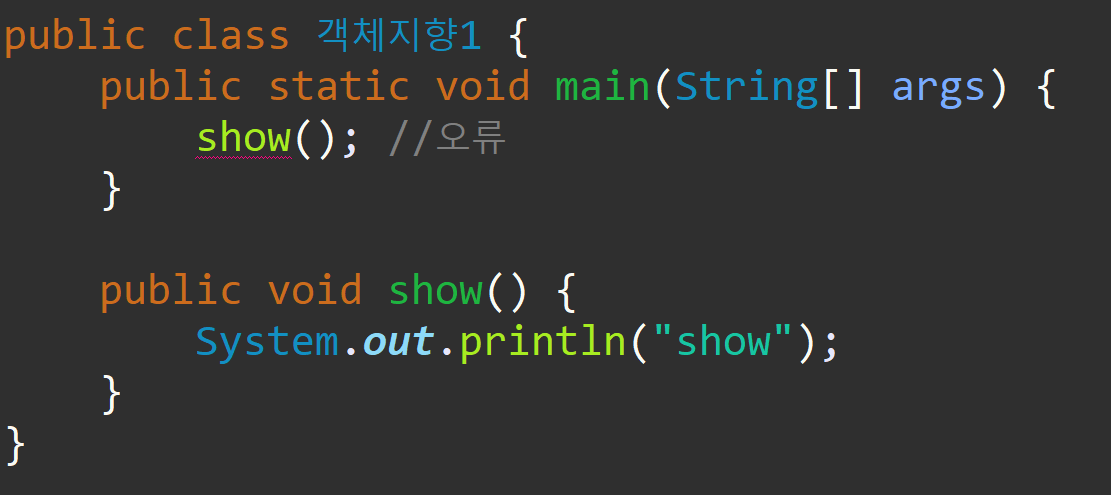 public class 객체지향1 {
    public static void main(String[] args) {
        show(); //오류
    }

    public void show() {
        System.out.println("show");
    }
}